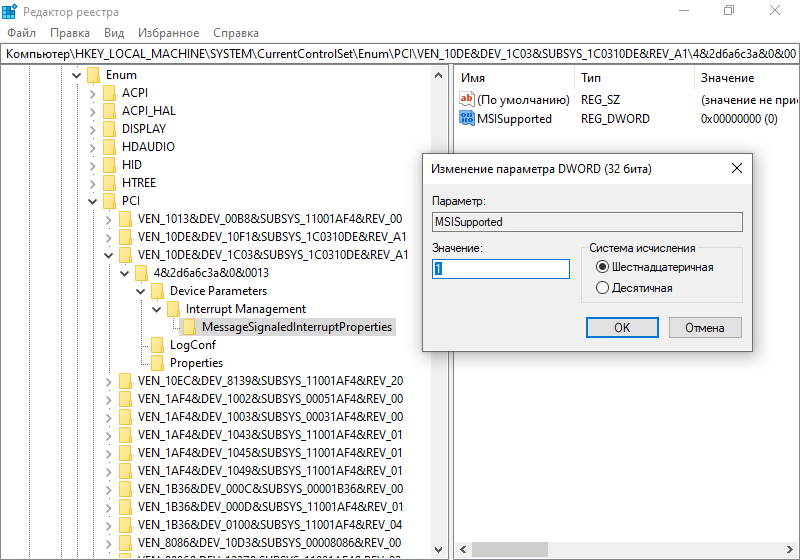 Редактор реестра
Файл Правка Вид Избранное Справка
Компьютер\HKEY_LOCAL_MACHINE\SYSTEM\CurrentControlSet\Enum\PCI\VEN_10DE&DEV_1C03&SUBSYS_1C0310DE&REV_A1\4&2d6a6c3a&0&00
Enum
ACPI
ACPI_HAL
DISPLAY
HDAUDIO
HID
HTREE
PCI
VEN_1013&DEV_00B8&SUBSYS_11001AF4&REV_00
VEN_10DE&DEV_10F1&SUBSYS_1C0310DE&REV_A1
VEN_10DE&DEV_1C03&SUBSYS_1C0310DE&REV_A1
4&2d6a6c3a&0&0013
Device Parameters
Interrupt Management
MessageSignaledInterruptProperties
LogConf
Properties
VEN_10EC&DEV_8139&SUBSYS_11001AF4&REV_20
VEN_1AF4&DEV_1002&SUBSYS_00051AF4&REV_00
VEN_1AF4&DEV_1003&SUBSYS_00031AF4&REV_00
VEN_1AF4&DEV_1043&SUBSYS_11001AF4&REV_01
VEN_1AF4&DEV_1045&SUBSYS_11001AF4&REV_01
VEN_1AF4&DEV_1049&SUBSYS_11001AF4&REV_01
VEN_1B36&DEV_000C&SUBSYS_00001B36&REV_00
VEN_1B36&DEV_000D&SUBSYS_11001AF4&REV_01
VEN_1B36&DEV_0100&SUBSYS_11001AF4&REV_04
VEN_8086&DEV_10D3&SUBSYS_00008086&REV_00
Имя Тип Значение
(По умолчанию) REG_SZ (значение не при
MSISupported REG_DWORD 0x00000000 (0)
Изменение параметра DWORD (32 бита)
Параметр:
MSISupported
Значение:
1
Система исчисления
Шестнадцатеричная
Десятичная
OK
Отмена